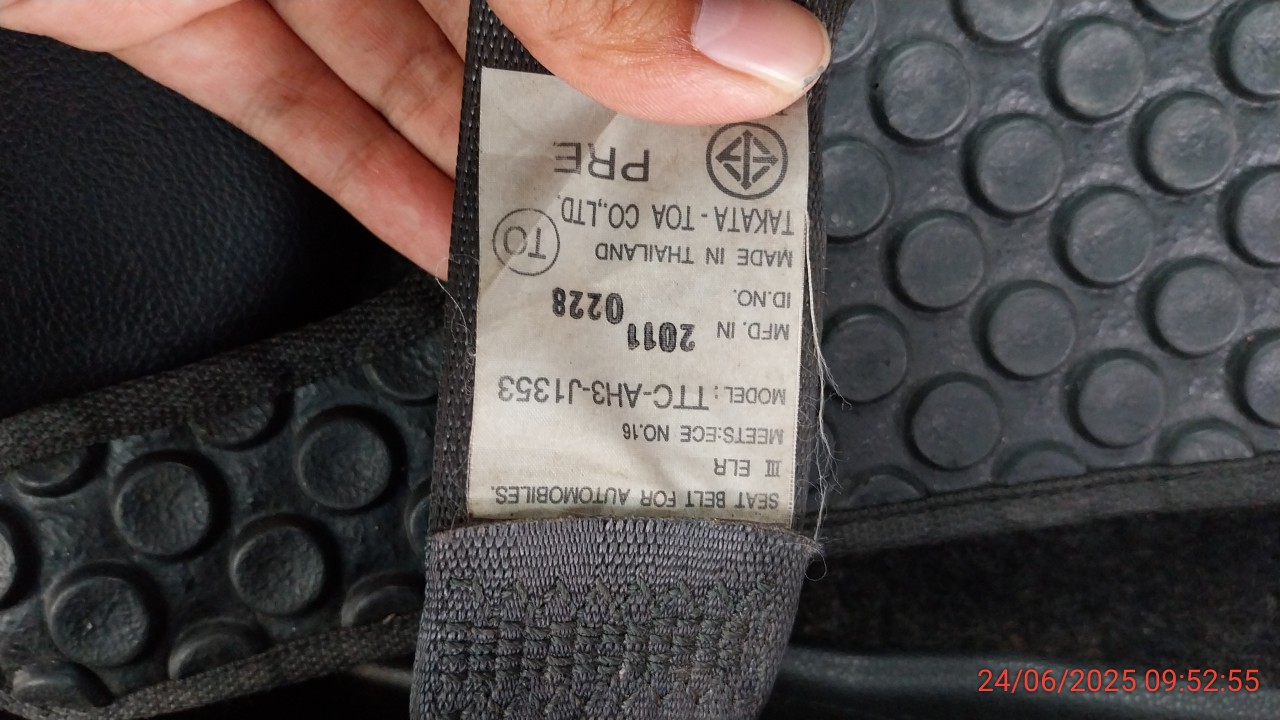 SEAT BELT FOR AUTOMOBILES.
III ELR
MEETS:ECE NO.16
MODEL : TTC-AH3-J1353
MFD. IN 2011
ID.NO. 0228
MADE IN THAILAND
TAKATA - TOA CO.,LTD.
TO
PRE
24/06/2025 09:52:55